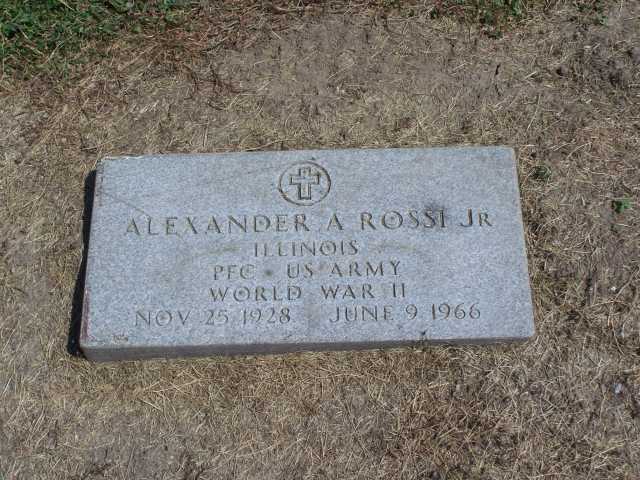 ALEXANDER A ROSSI JR
ILLINOIS
PFC US ARMY
WORLD WAR II
NOV 25 1928 JUNE 9 1966